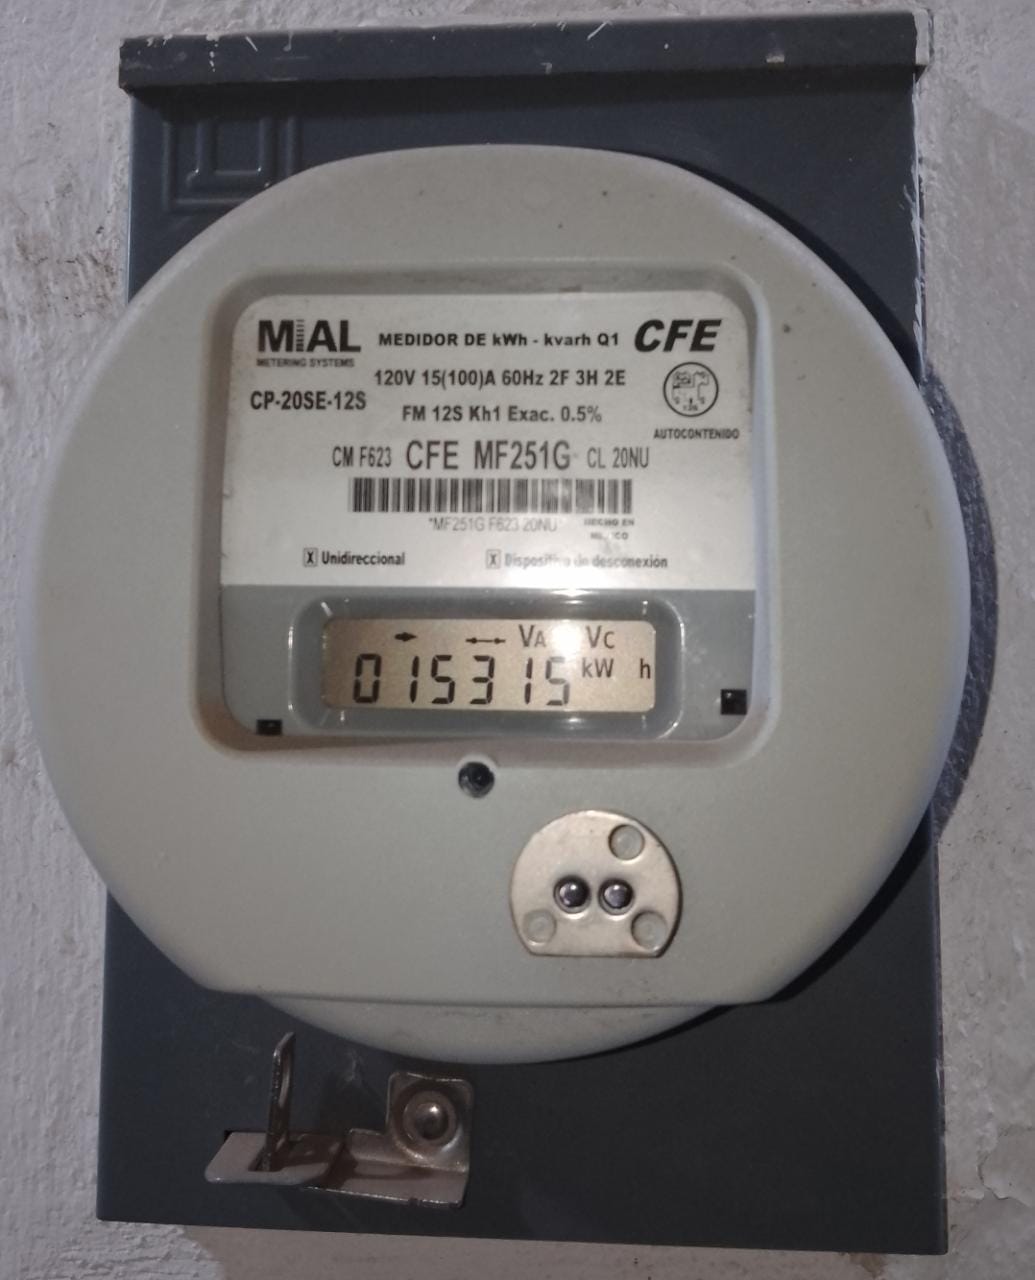 MIAL
METERING SYSTEMS
MEDIDOR DE kWh - kvarh Q1
CFE
120V 15(100)A 60Hz 2F 3H 2E
CP-20SE-12S
FM 12S Kh1 Exac. 0.5%
AUTOCONTENIDO
CM F623 CFE MF251G CL 20NU
*MF251G F623 20NU
HECHO EN
MEXICO
X Unidireccional
X Dispositivo de desconexión
VA VC
015315 kW h